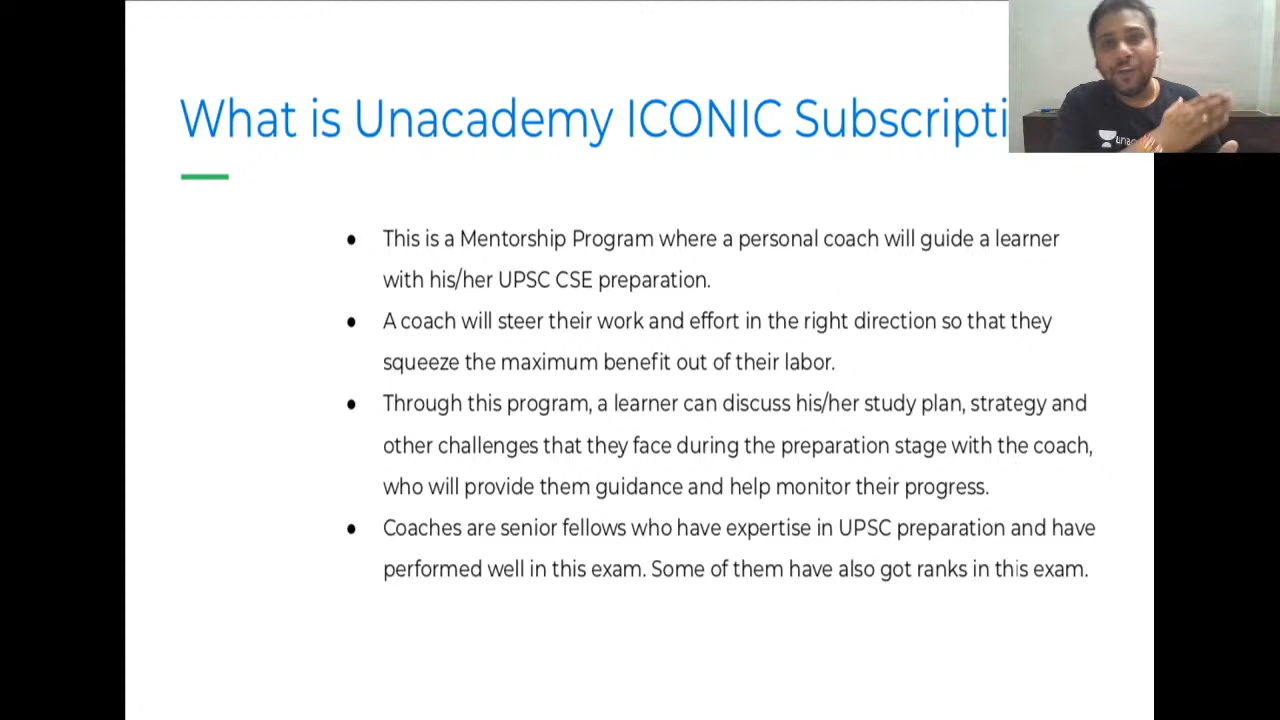 What is Unacademy ICONIC Subscripti
This is a Mentorship Program where a personal coach will guide a learner
with his/her UPSC CSE preparation.
A coach will steer their work and effort in the right direction so that they
squeeze the maximum benefit out of their labor.
Through this program, a learner can discuss his/her study plan, strategy and
other challenges that they face during the preparation stage with the coach,
who will provide them guidance and help monitor their progress.
Coaches are senior fellows who have expertise in UPSC preparation and have
performed well in this exam. Some of them have also got ranks in this exam.